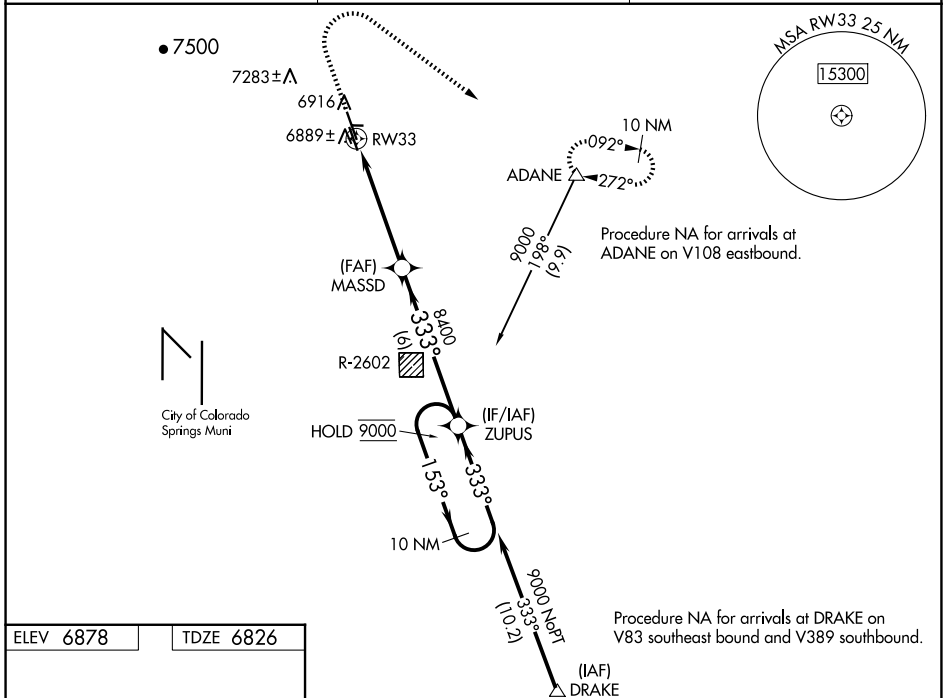 7500
7283±
6916
6889±
RW33
MSA RW33 25 NM
15300
10 NM
092°
ADANE
272°
9000
198°
(9.9)
Procedure NA for arrivals at
ADANE on V108 eastbound.
(FAF)
MASSD
8400
333°
(6)
R-2602
City of Colorado
Springs Muni
HOLD 9000
(IF/IAF)
ZUPUS
153°
333°
10 NM
9000 NoPT
333°
(10.2)
Procedure NA for arrivals at DRAKE on
V83 southeast bound and V389 southbound.
ELEV 6878
TDZE 6826
(IAF)
DRAKE